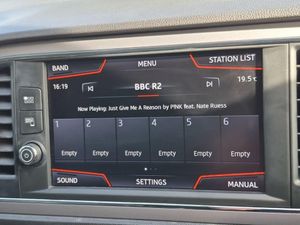 BAND MENU STATION LIST
16:19 BBC R2 19.5°C
Now Playing: Just Give Me A Reason by P!NK feat. Nate Ruess
1 2 3 4 5 6
Empty Empty Empty Empty Empty Empty
SOUND SETTINGS MANUAL